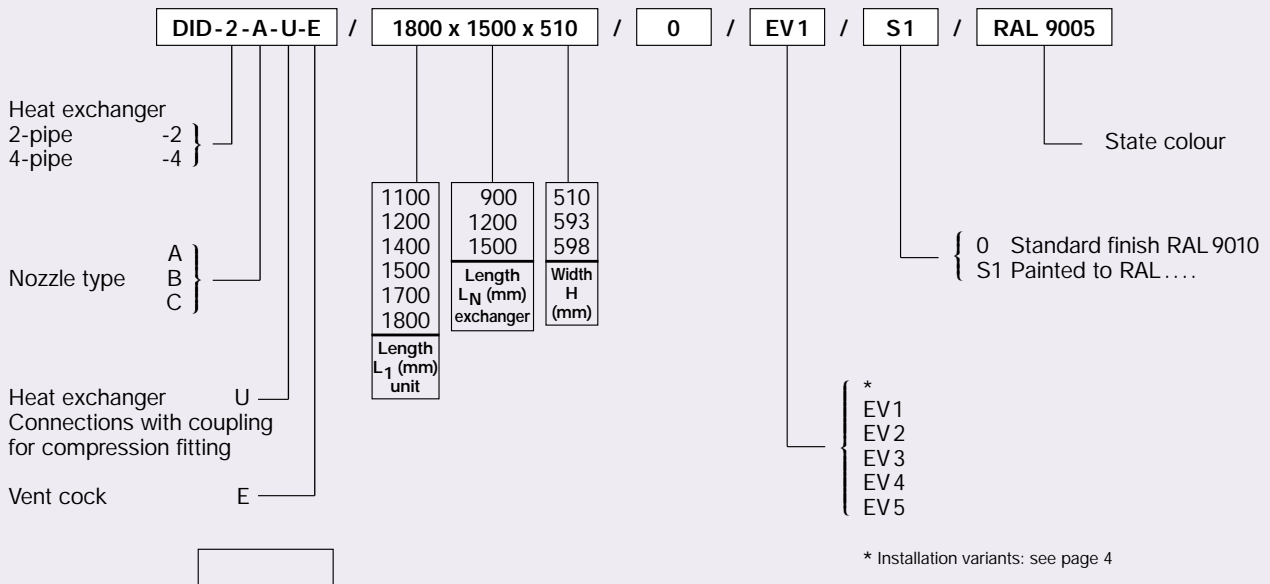 DID-2-A-U-E / 1800 x 1500 x 510 / 0 / EV1 / S1 / RAL 9005
Heat exchanger
2-pipe -2
4-pipe -4
State colour
1100
1200
1400
1500
1700
1800
Length
L1 (mm)
unit
900
1200
1500
Length
LN (mm)
exchanger
510
593
598
Width
H
(mm)
0 Standard finish RAL 9010
S1 Painted to RAL ....
Nozzle type
A
B
C
Heat exchanger U
Connections with coupling
for compression fitting
Vent cock E
*
EV1
EV2
EV3
EV4
EV5
* Installation variants: see page 4